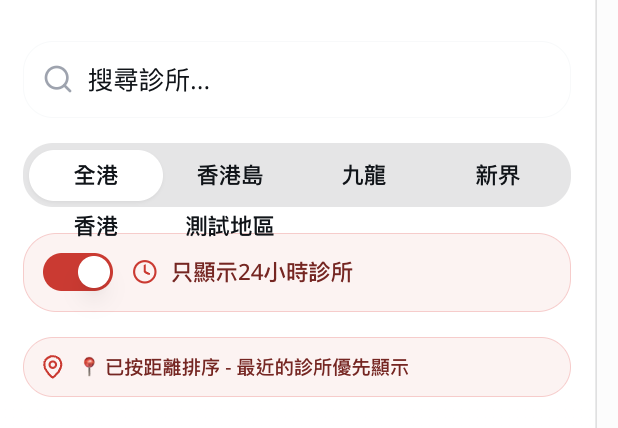 搜尋診所...
全港 香港島 九龍 新界
香港 測試地區
只顯示24小時診所
📍 已按距離排序 - 最近的診所優先顯示